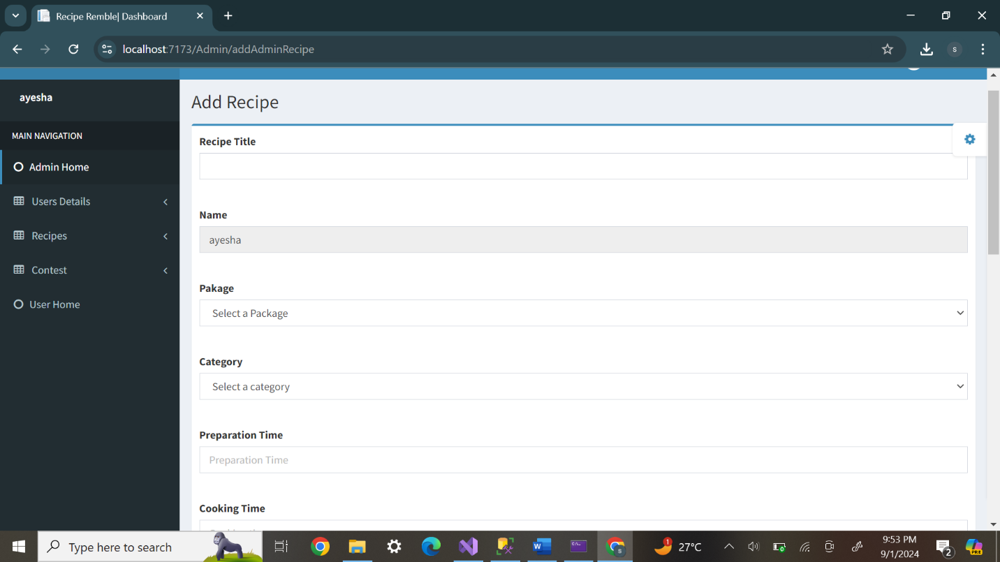 Recipe Remble| Dashboard
localhost:7173/Admin/addAdminRecipe
s
ayesha
MAIN NAVIGATION
Admin Home
Users Details
Recipes
Contest
User Home
Add Recipe
Recipe Title
Name
ayesha
Pakage
Select a Package
Category
Select a category
Preparation Time
Preparation Time
Cooking Time
Type here to search
W
C:\.
s
1
27°C
9:53 PM
9/1/2024
2
PRE